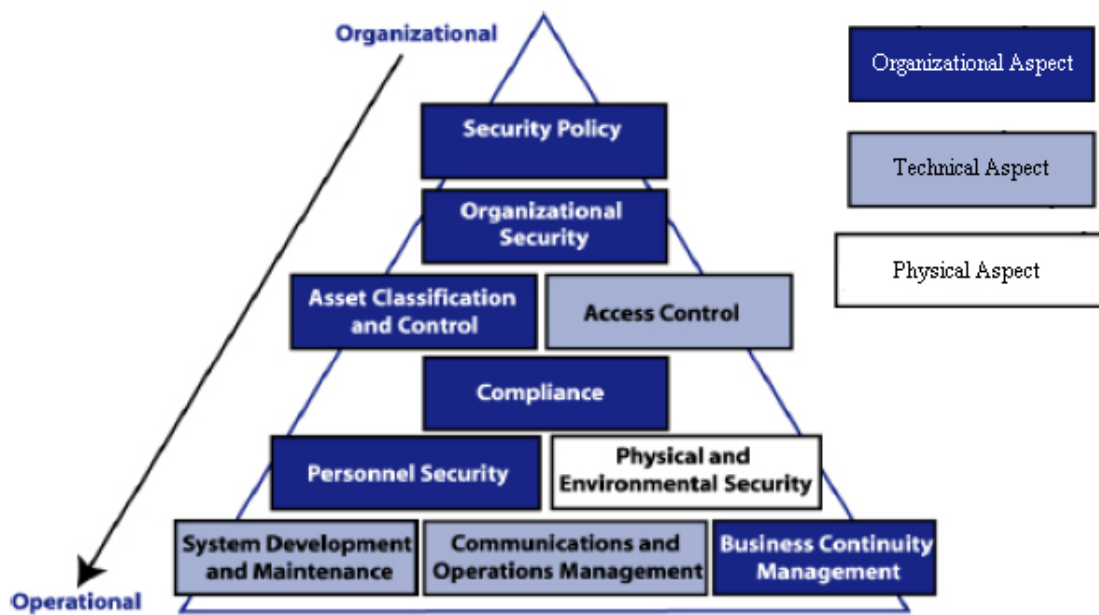 Organizational
Organizational Aspect
Security Policy
Technical Aspect
Organizational
Security
Physical Aspect
Asset Classification
and Control
Access Control
Compliance
Personnel Security
Physical and
Environmental Security
System Development
and Maintenance
Communications and
Operations Management
Business Continuity
Management
Operational